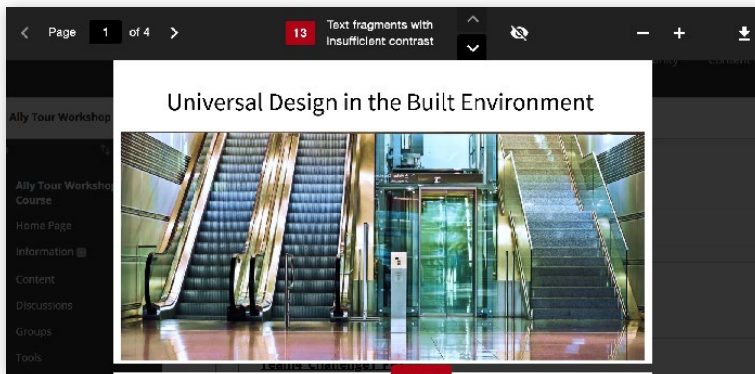 Page 1 of 4
13 Text fragments with
insufficient contrast
Content
Ally Tour Workshop
Universal Design in the Built Environment
Ally Tour Workshop
Course
Home Page
Information
Content
Discussions
Groups
Tools